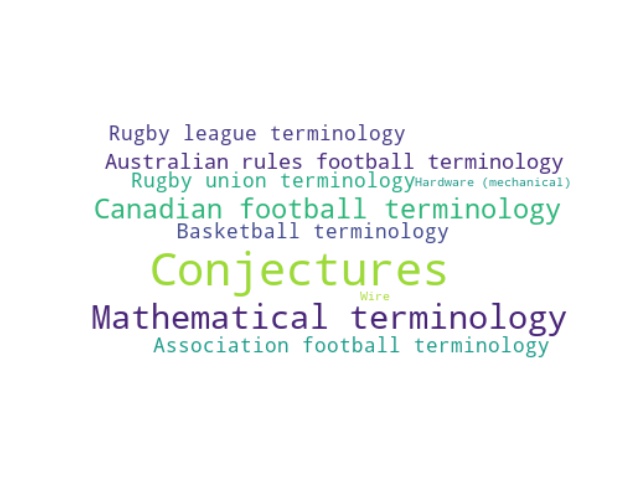 Rugby league terminology
Australian rules football terminology
Rugby union terminology
Hardware (mechanical)
Canadian football terminology
Basketball terminology
Conjectures
Wire
Mathematical terminology
Association football terminology